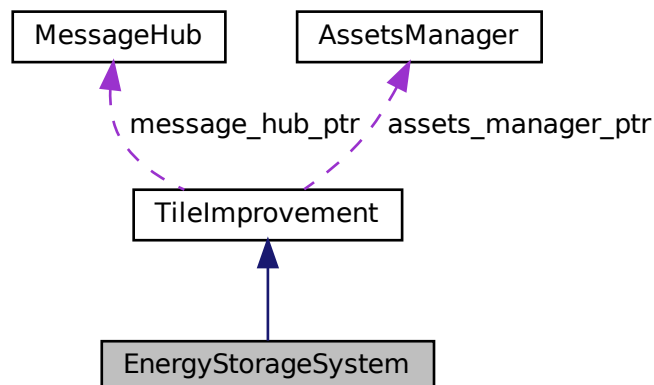 MessageHub
AssetsManager
message_hub_ptr
assets_manager_ptr
TileImprovement
EnergyStorageSystem